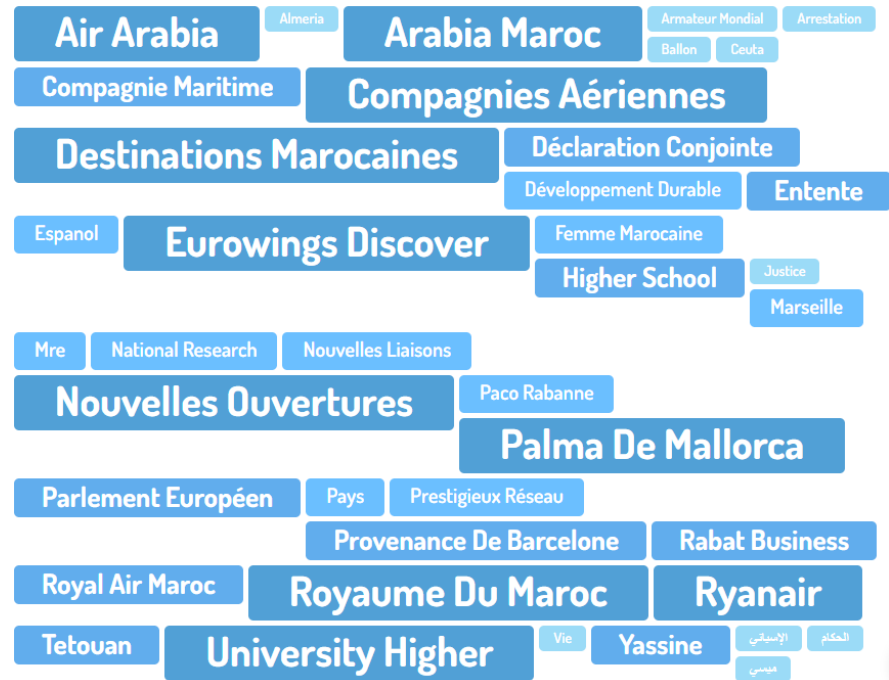 Air Arabia Almeria Arabia Maroc Armateur Mondial Arrestation
Ballon Ceuta
Compagnie Maritime Compagnies Aériennes
Destinations Marocaines Déclaration Conjointe
Développement Durable Entente
Espanol Eurowings Discover Femme Marocaine
Higher School Justice
Marseille
Mre National Research Nouvelles Liaisons
Nouvelles Ouvertures Paco Rabanne
Palma De Mallorca
Parlement Européen Pays Prestigieux Réseau
Provenance De Barcelone Rabat Business
Royal Air Maroc Royaume Du Maroc Ryanair
Tetouan University Higher Vie Yassine الإسباني الحكام
ميسي